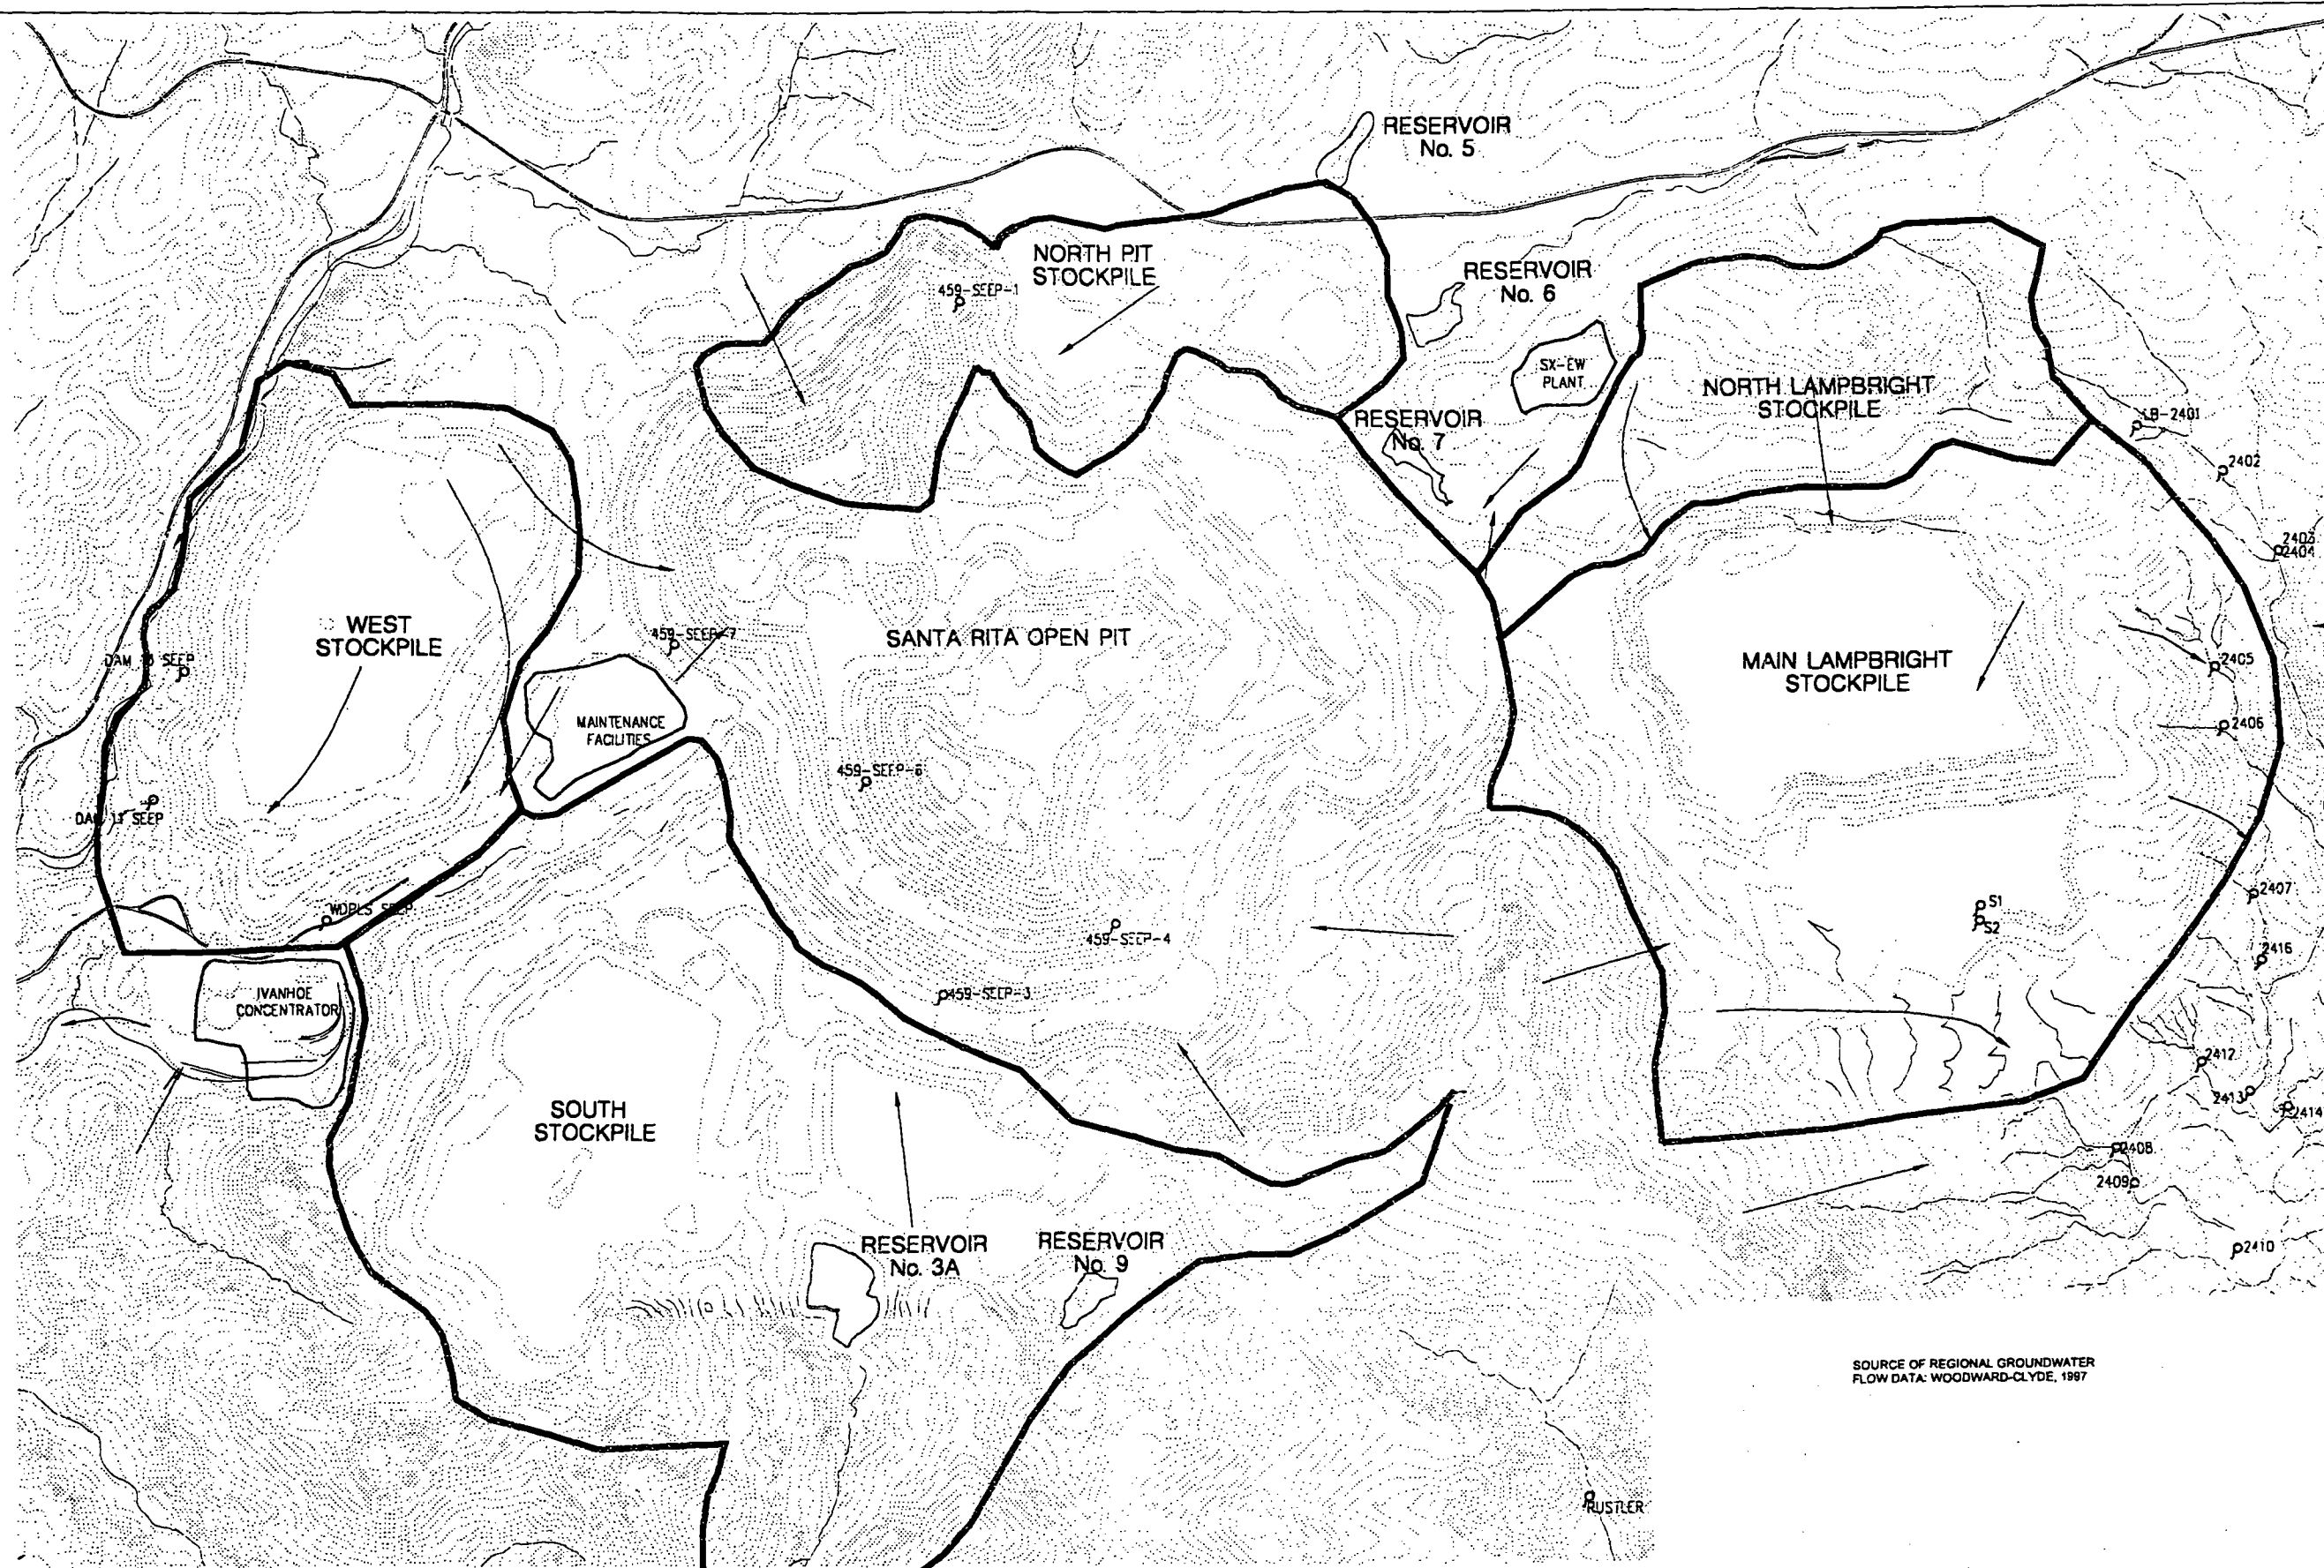 RESERVOIR
No. 5
NORTH PIT
STOCKPILE
459-SEEP-1
RESERVOIR
No. 6
SX-EW
PLANT
NORTH LAMPBRIGHT
STOCKPILE
RESERVOIR
No. 7
LB-2401
2402
2403
2404
WEST
STOCKPILE
459-SEEP-7
SANTA RITA OPEN PIT
MAIN LAMPBRIGHT
STOCKPILE
DAM SEEP
2405
MAINTENANCE
FACILITIES
2406
459-SEEP-6
DAM 13 SEEP
2407
S1
S2
WDPLS SEEP
459-SEEP-4
2416
IVANHOE
CONCENTRATOR
459-SEEP-3
2412
2413
2414
SOUTH
STOCKPILE
2408
2409
RESERVOIR
No. 3A
RESERVOIR
No. 9
2410
SOURCE OF REGIONAL GROUNDWATER
FLOW DATA: WOODWARD-CLYDE, 1997
RUSTLER